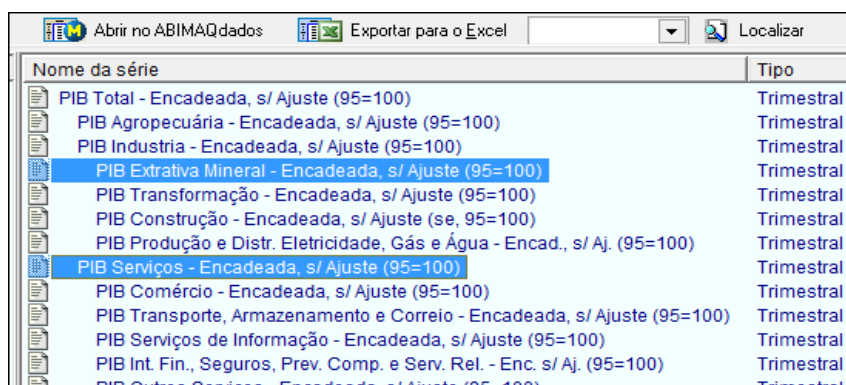 Abrir no ABIMAQdados Exportar para o Excel Localizar
Nome da série Tipo
PIB Total - Encadeada, s/ Ajuste (95=100) Trimestral
PIB Agropecuária - Encadeada, s/ Ajuste (95=100) Trimestral
PIB Industria - Encadeada, s/ Ajuste (95=100) Trimestral
PIB Extrativa Mineral - Encadeada, s/ Ajuste (95=100) Trimestral
PIB Transformação - Encadeada, s/ Ajuste (95=100) Trimestral
PIB Construção - Encadeada, s/ Ajuste (se, 95=100) Trimestral
PIB Produção e Distr. Eletricidade, Gás e Água - Encad., s/ Aj. (95=100) Trimestral
PIB Serviços - Encadeada, s/ Ajuste (95=100) Trimestral
PIB Comércio - Encadeada, s/ Ajuste (95=100) Trimestral
PIB Transporte, Armazenamento e Correio - Encadeada, s/ Ajuste (95=100) Trimestral
PIB Serviços de Informação - Encadeada, s/ Ajuste (95=100) Trimestral
PIB Int. Fin., Seguros, Prev. Comp. e Serv. Rel. - Enc. s/ Aj. (95=100) Trimestral